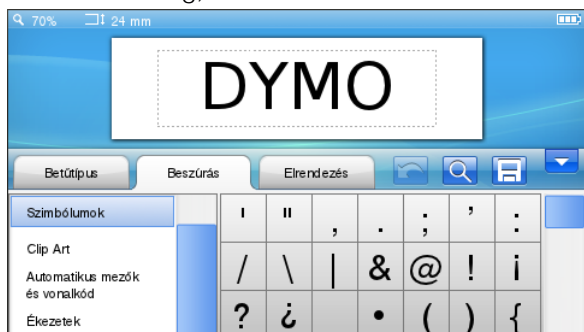 70% 24 mm
DYMO
Betűtípus Beszúrás Elrendezés
Szimbólumok
Clip Art
Automatikus mezők
és vonalkód
Ékezetek
' " , . ; ’ :
/ \ | & @ ! ¡
? ¿ • ( ) {